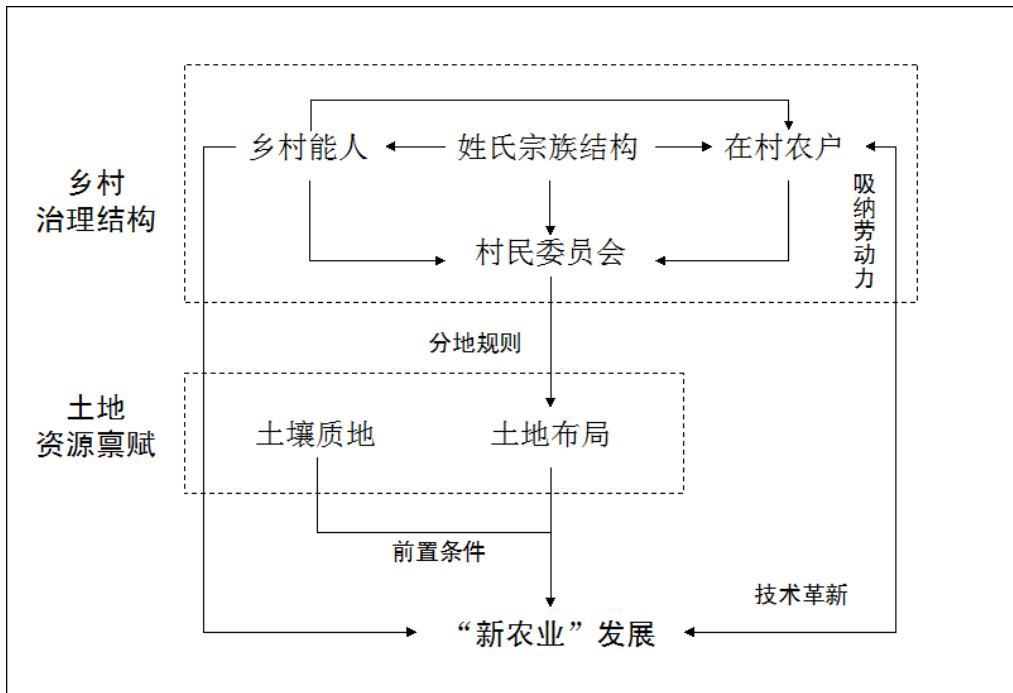 乡村能人
姓氏宗族结构
在村农户
乡村
治理结构
吸纳劳动力
村民委员会
分地规则
土地
资源禀赋
土壤质地
土地布局
前置条件
技术革新
“新农业”发展